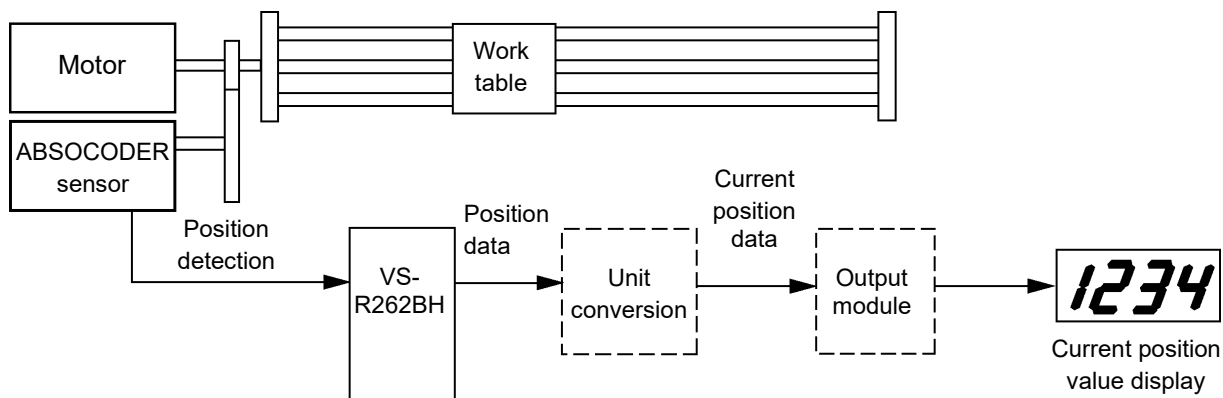 Motor
Work
table
ABSOCODER
sensor
Position
detection
VS-
R262BH
Position
data
Unit
conversion
Current
position
data
Output
module
1234
Current position
value display